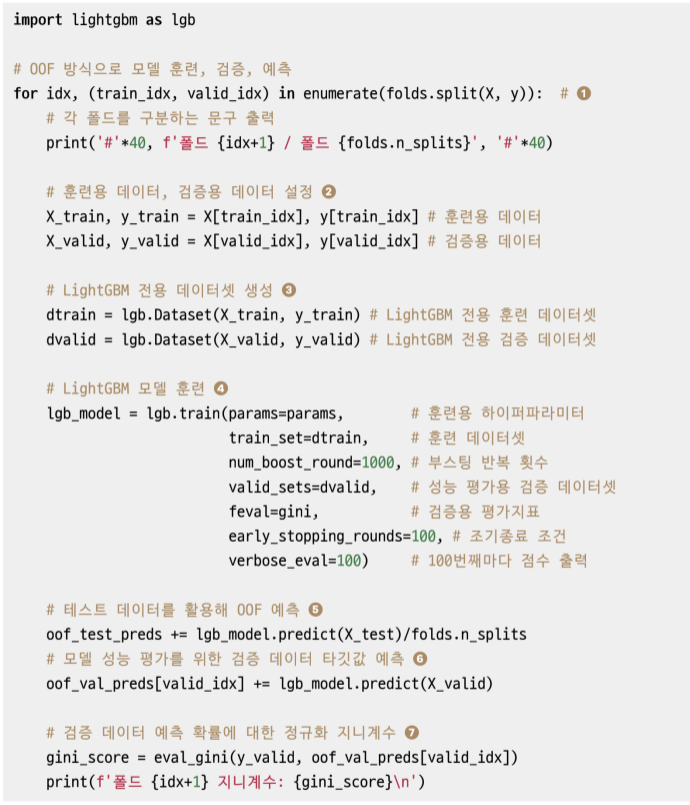 import lightgbm as lgb

# OOF 방식으로 모델 훈련, 검증, 예측
for idx, (train_idx, valid_idx) in enumerate(folds.split(X, y)):  # ❶
    # 각 폴드를 구분하는 문구 출력
    print('#'*40, f'폴드 {idx+1} / 폴드 {folds.n_splits}', '#'*40)

    # 훈련용 데이터, 검증용 데이터 설정 ❷
    X_train, y_train = X[train_idx], y[train_idx] # 훈련용 데이터
    X_valid, y_valid = X[valid_idx], y[valid_idx] # 검증용 데이터

    # LightGBM 전용 데이터셋 생성 ❸
    dtrain = lgb.Dataset(X_train, y_train) # LightGBM 전용 훈련 데이터셋
    dvalid = lgb.Dataset(X_valid, y_valid) # LightGBM 전용 검증 데이터셋

    # LightGBM 모델 훈련 ❹
    lgb_model = lgb.train(params=params,        # 훈련용 하이퍼파라미터
                          train_set=dtrain,     # 훈련 데이터셋
                          num_boost_round=1000, # 부스팅 반복 횟수
                          valid_sets=dvalid,    # 성능 평가용 검증 데이터셋
                          feval=gini,           # 검증용 평가지표
                          early_stopping_rounds=100, # 조기종료 조건
                          verbose_eval=100)     # 100번째마다 점수 출력

    # 테스트 데이터를 활용해 OOF 예측 ❺
    oof_test_preds += lgb_model.predict(X_test)/folds.n_splits
    # 모델 성능 평가를 위한 검증 데이터 타깃값 예측 ❻
    oof_val_preds[valid_idx] += lgb_model.predict(X_valid)

    # 검증 데이터 예측 확률에 대한 정규화 지니계수 ❼
    gini_score = eval_gini(y_valid, oof_val_preds[valid_idx])
    print(f'폴드 {idx+1} 지니계수: {gini_score}\n')